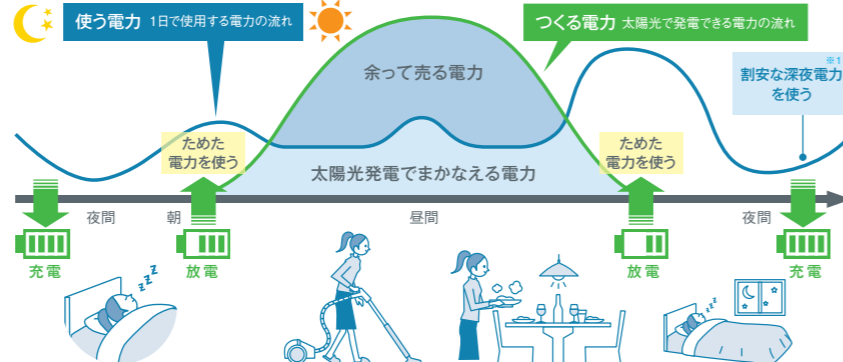 使う電力 1日で使用する電力の流れ
つくる電力 太陽光で発電できる電力の流れ
余って売る電力
※1
割安な深夜電力
を使う
ためた
電力を使う
太陽光発電でまかなえる電力
ためた
電力を使う
夜間
朝
昼間
夜間
充電
放電
放電
充電
zzz
zzz